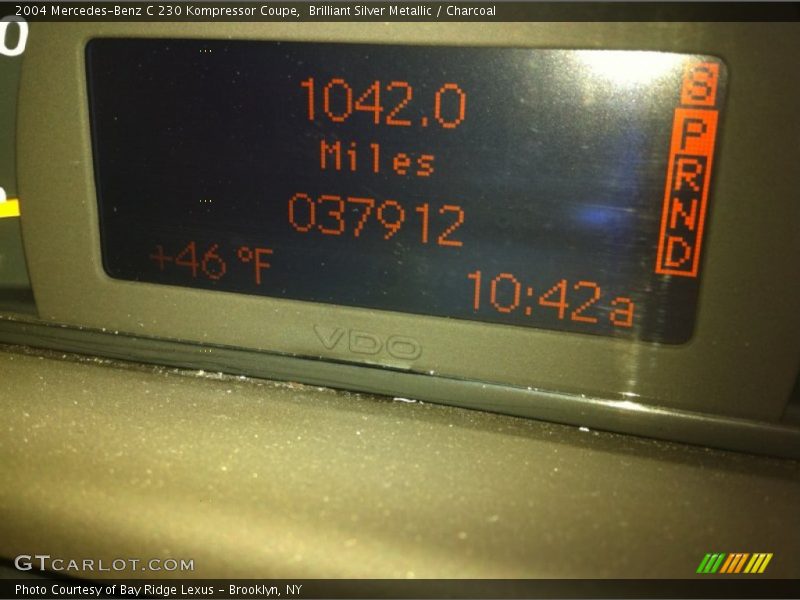 2004 Mercedes-Benz C 230 Kompressor Coupe,  Brilliant Silver Metallic / Charcoal
0
1042.0
Miles
037912
+46 °F
10:42a
S
P
R
N
D
VDO
GTCARLOT.COM
Photo Courtesy of Bay Ridge Lexus - Brooklyn, NY